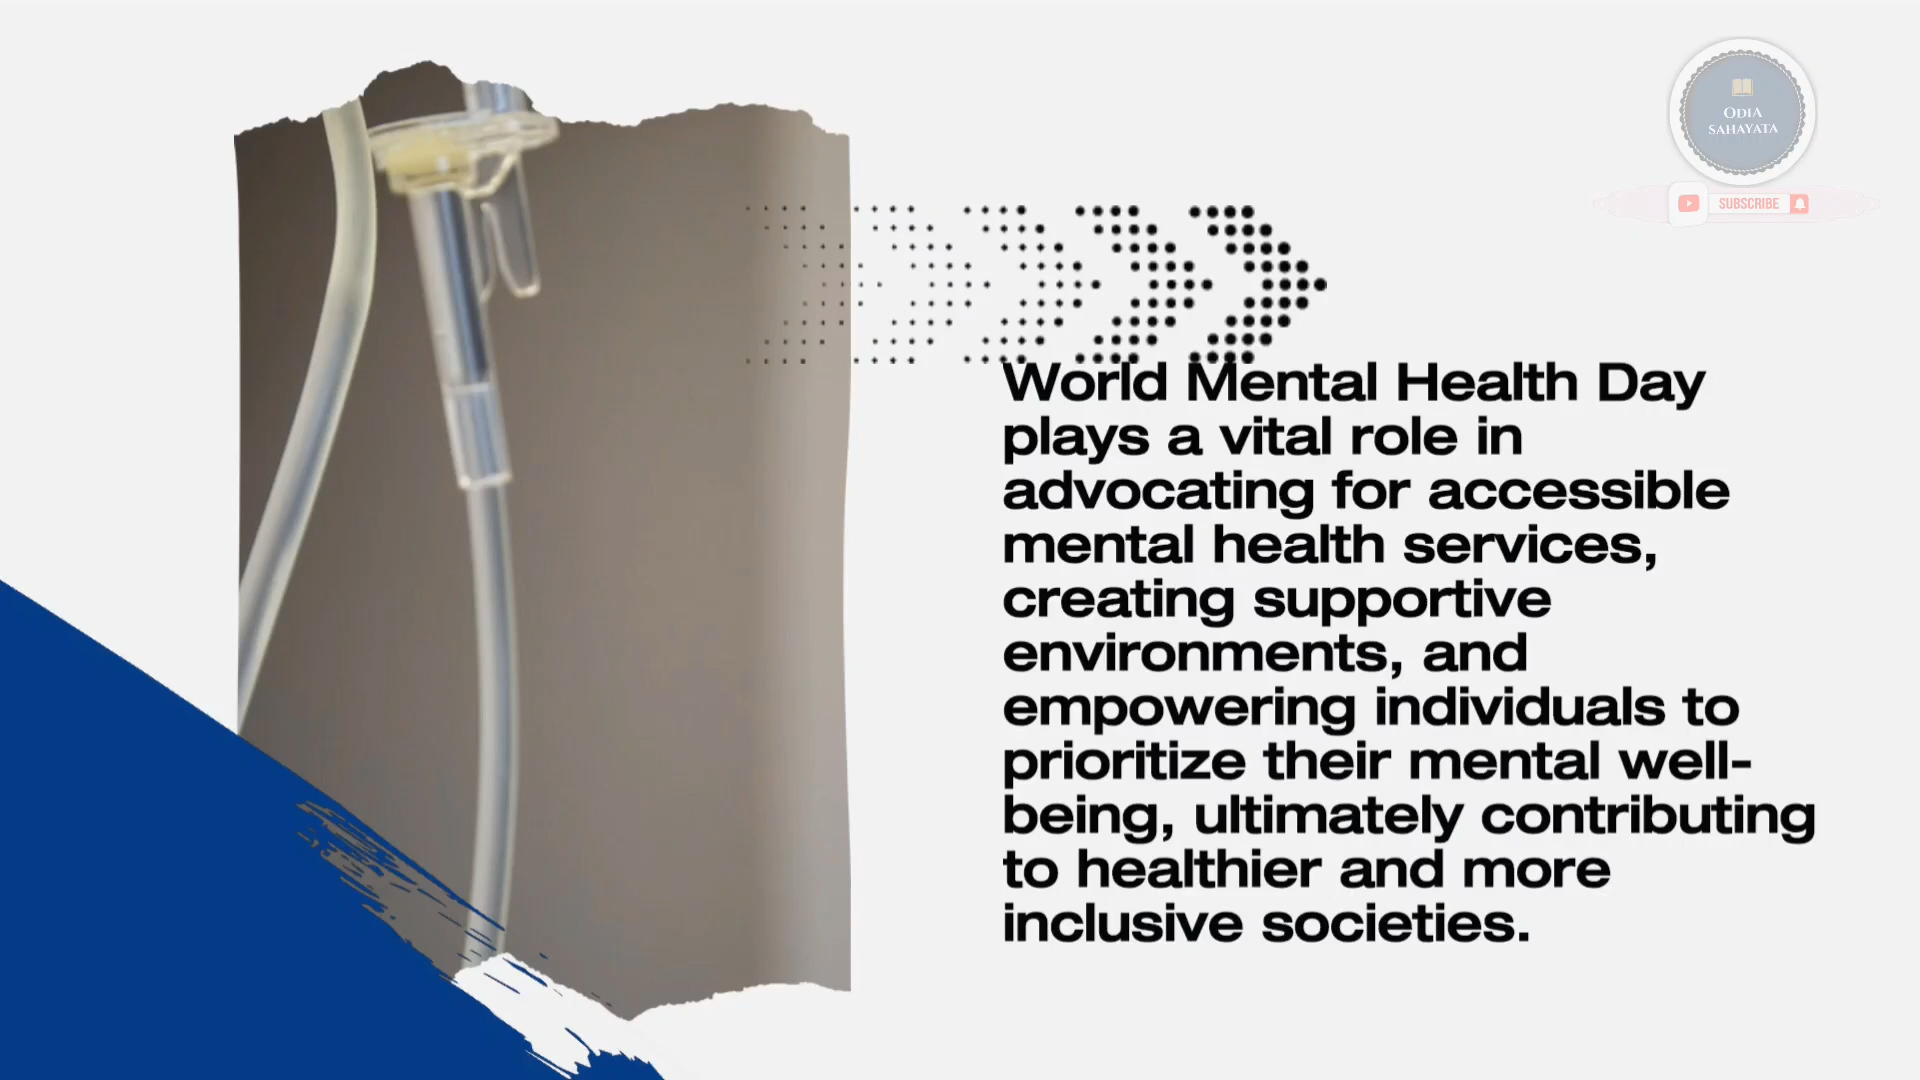 ODIA
SAHAYATA
SUBSCRIBE
World Mental Health Day
plays a vital role in
advocating for accessible
mental health services,
creating supportive
environments, and
empowering individuals to
prioritize their mental well-
being, ultimately contributing
to healthier and more
inclusive societies.